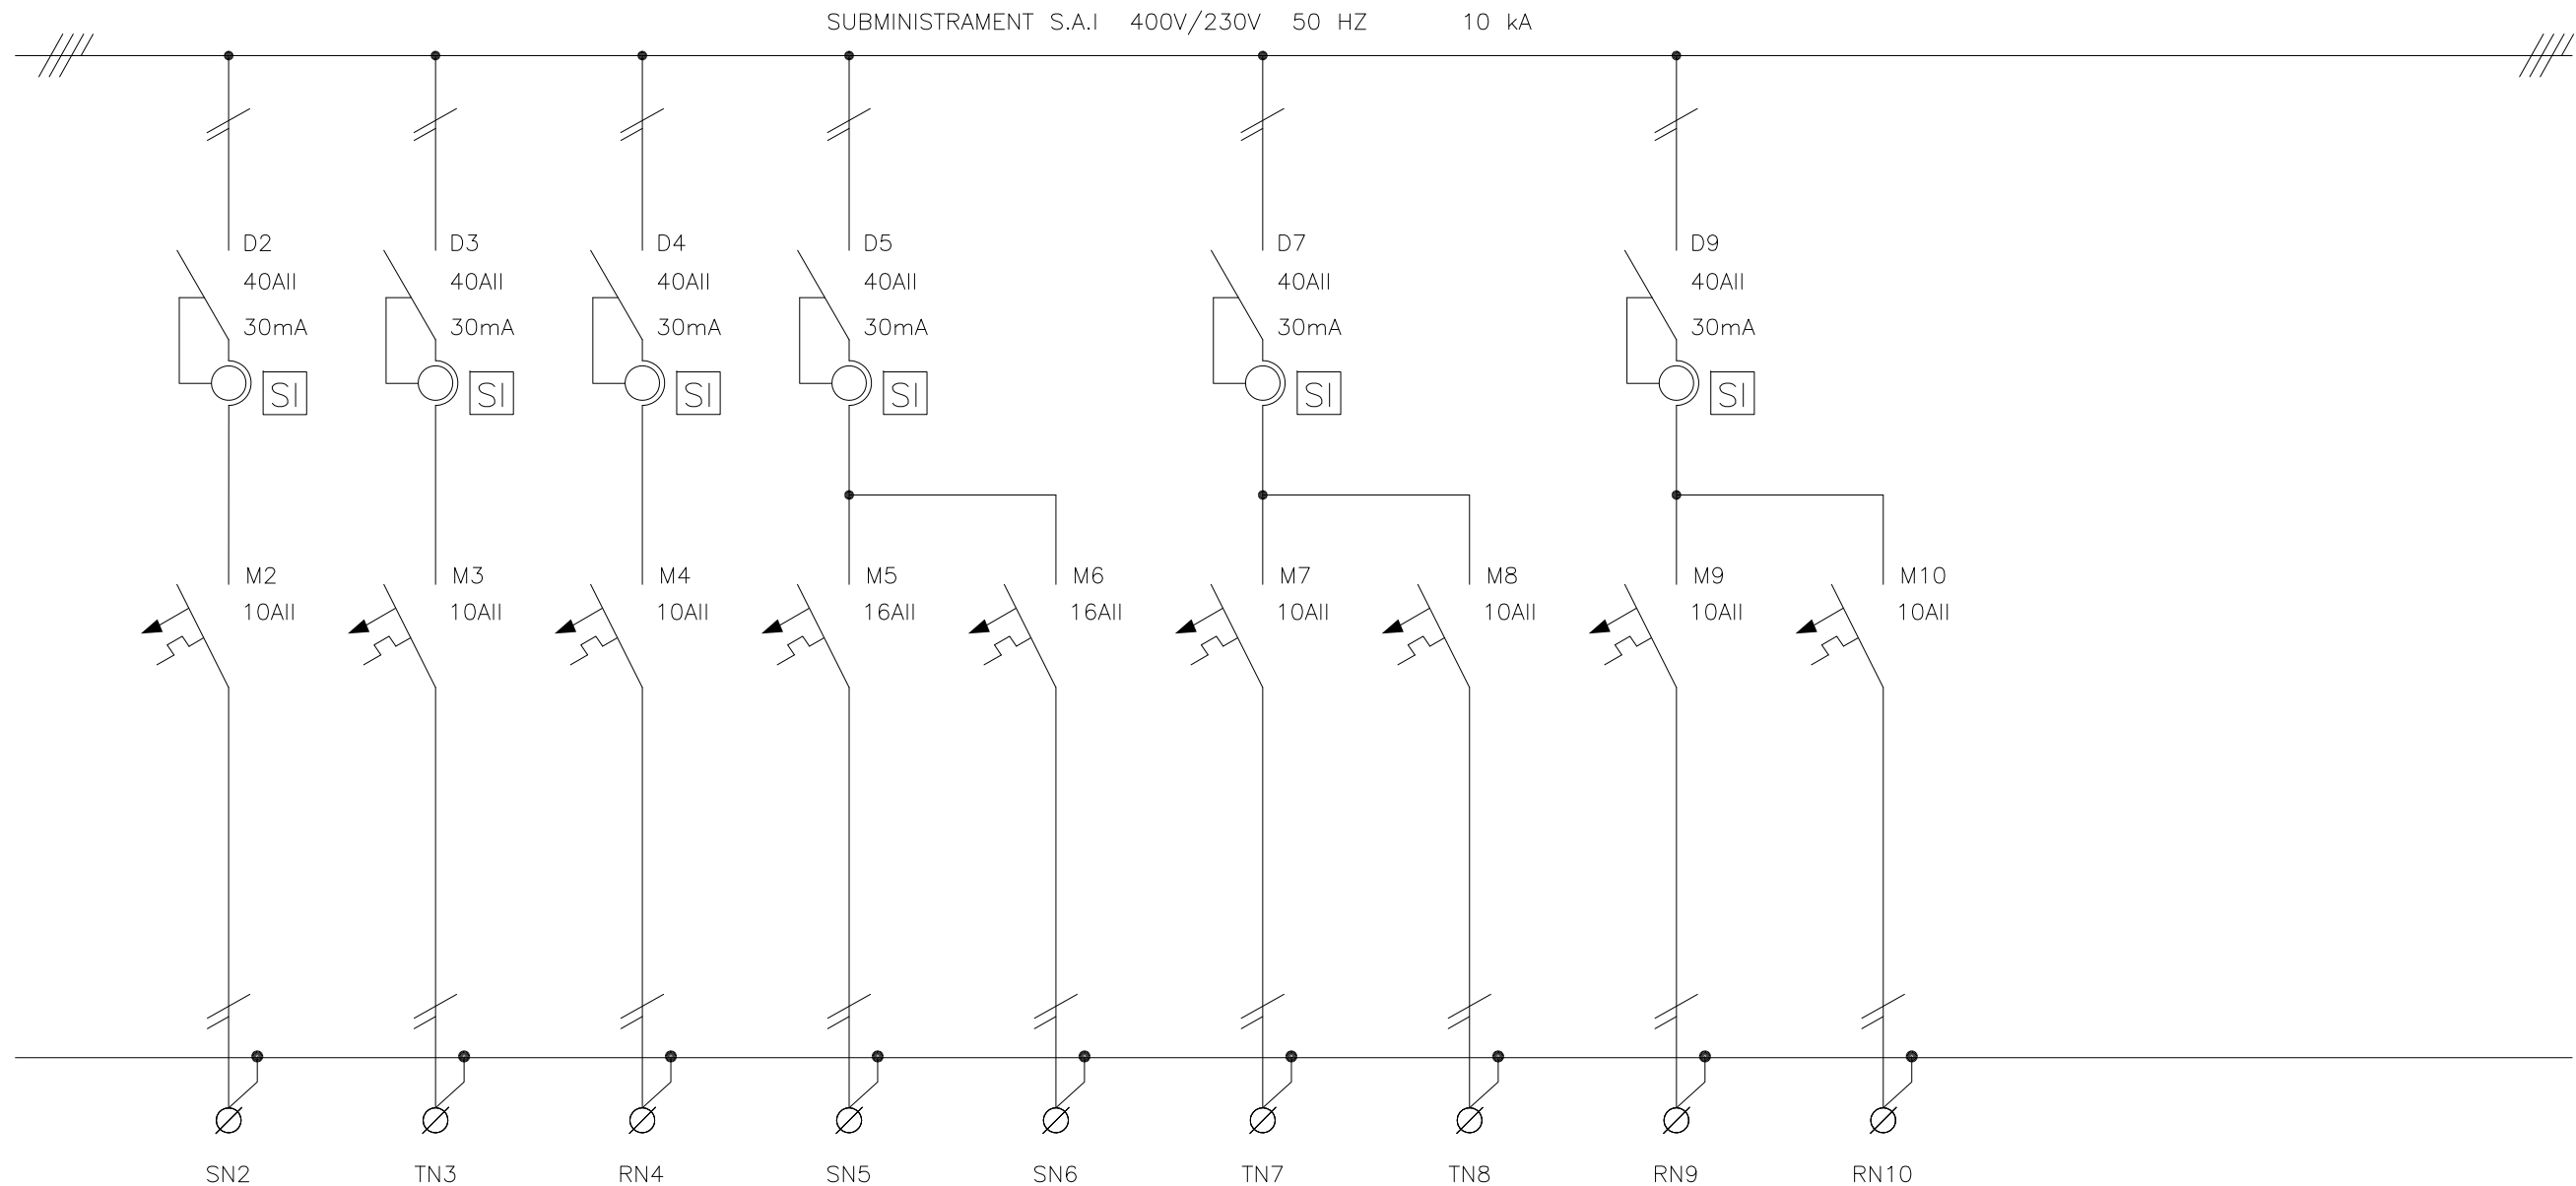 SUBMINISTRAMENT S.A.I 400V/230V 50 HZ 10 kA
D2 D3 D4 D5 D7 D9
40AII 40AII 40AII 40AII 40AII 40AII
30mA 30mA 30mA 30mA 30mA 30mA
SI SI SI SI SI SI
M2 M3 M4 M5 M6 M7 M8 M9 M10
10AII 10AII 10AII 16AII 16AII 10AII 10AII 10AII 10AII
SN2 TN3 RN4 SN5 SN6 TN7 TN8 RN9 RN10